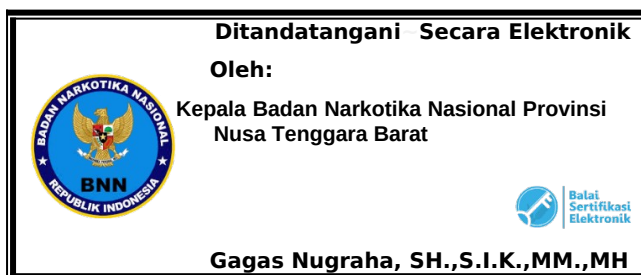 Ditandatangani Secara Elektronik
Oleh:
Kepala Badan Narkotika Nasional Provinsi
Nusa Tenggara Barat
BADAN NARKOTIKA NASIONAL
BNN
REPUBLIK INDONESIA
Balai
Sertifikasi
Elektronik
Gagas Nugraha, SH.,S.I.K.,MM.,MH